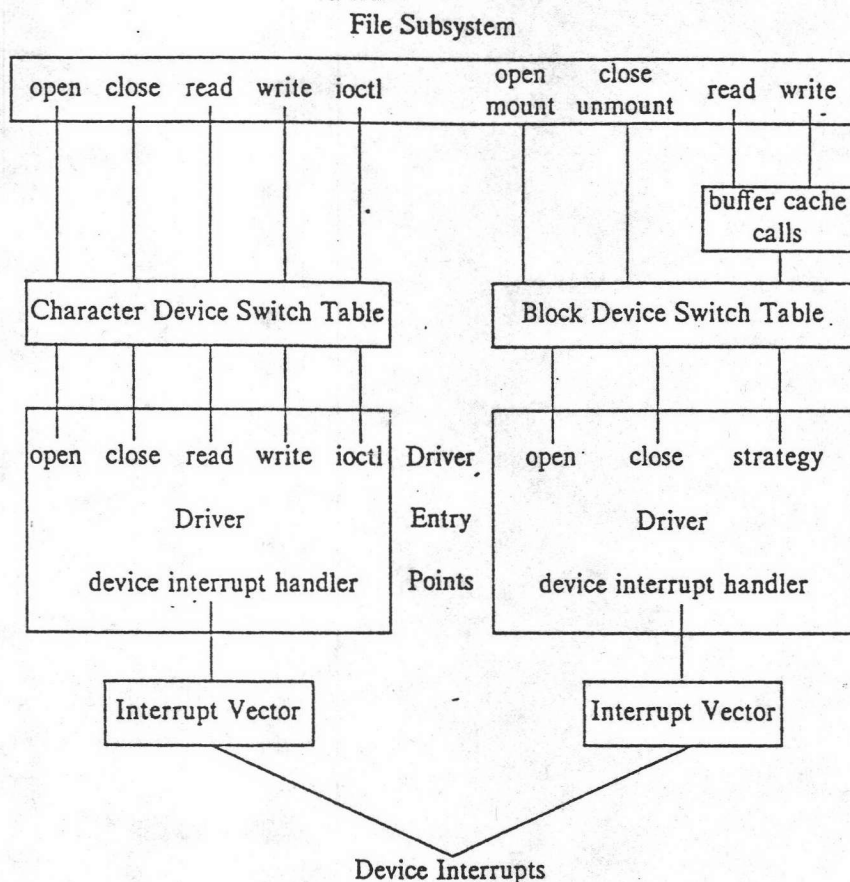 File Subsystem
open close read write ioctl open mount close unmount read write
buffer cache
calls
Character Device Switch Table Block Device Switch Table
open close read write ioctl Driver open close strategy
Driver Entry Driver
device interrupt handler Points device interrupt handler
Interrupt Vector Interrupt Vector
Device Interrupts